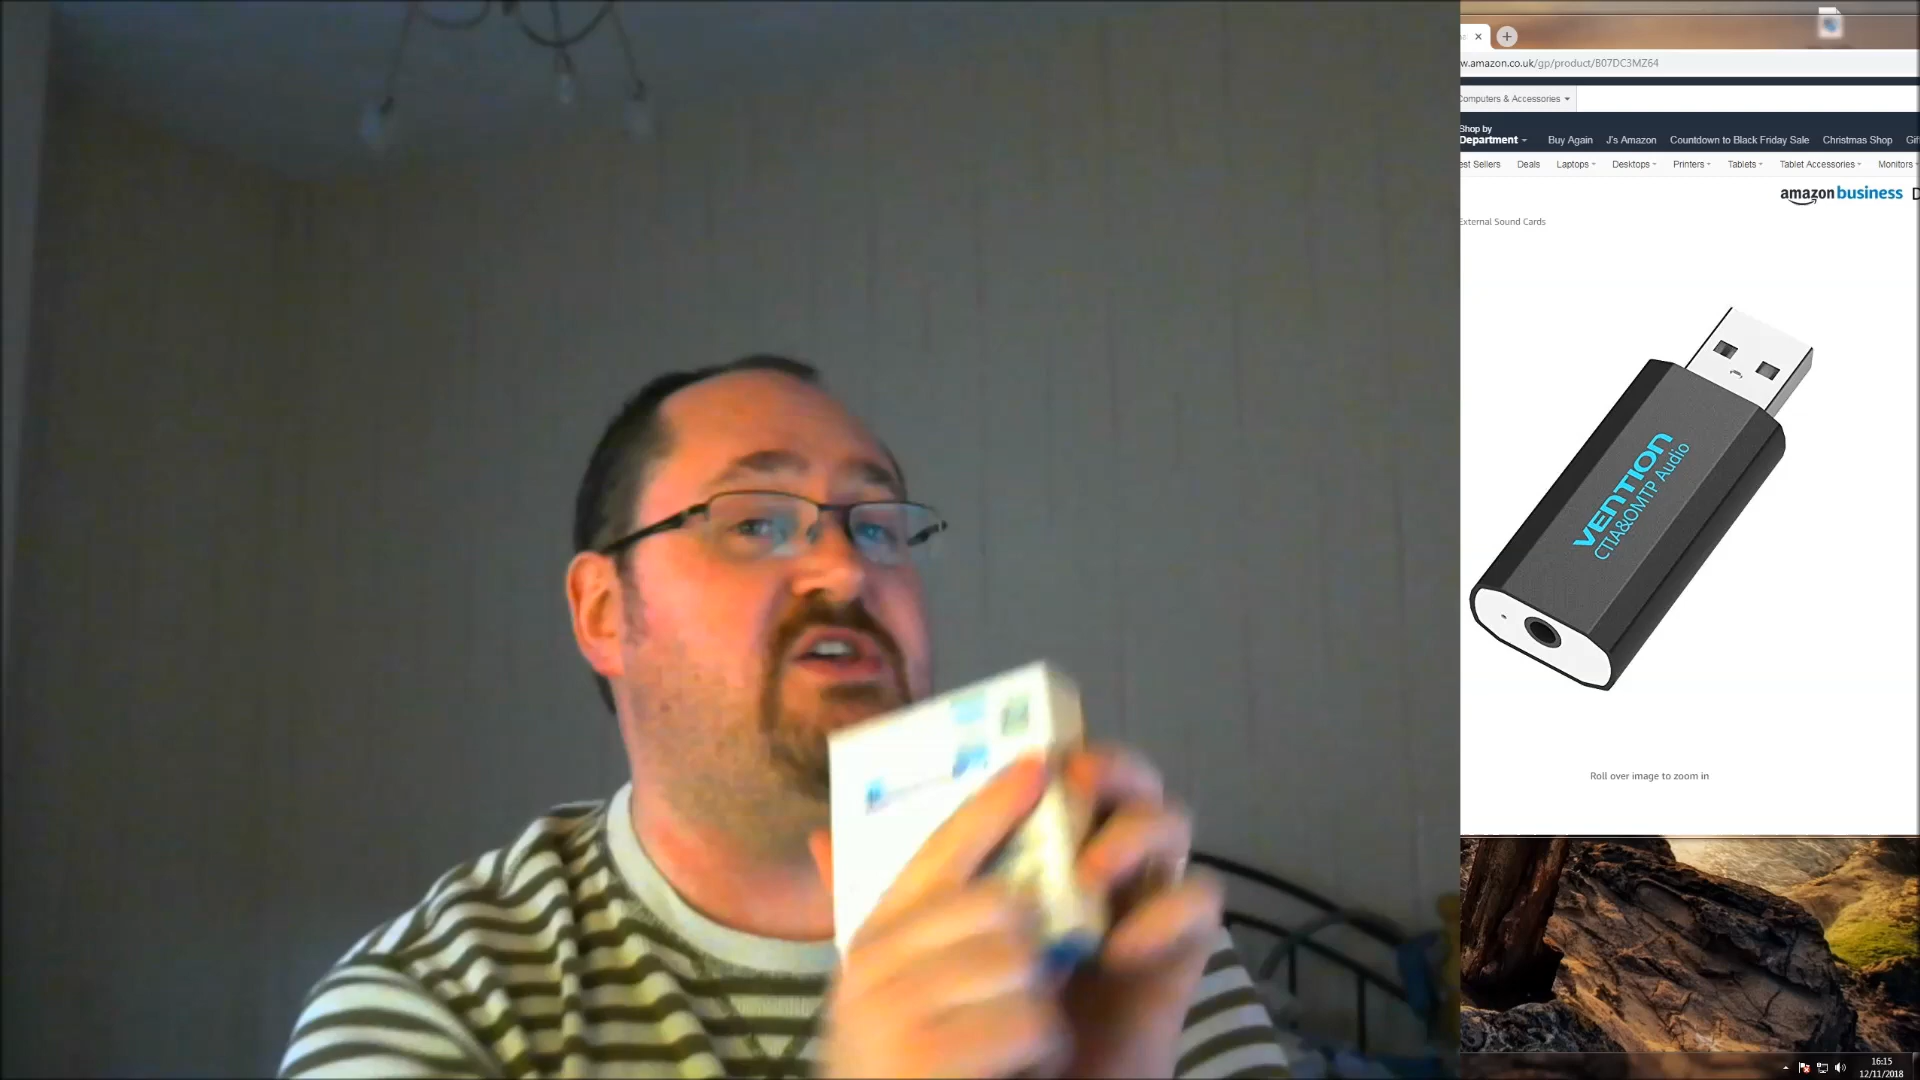 w.amazon.co.uk/gp/product/B07DC3MZ64
Computers & Accessories
Shop by
Department
Buy Again
J's Amazon
Countdown to Black Friday Sale
Christmas Shop
Gif
est Sellers
Deals
Laptops
Desktops
Printers
Tablets
Tablet Accessories
Monitors
amazon business
External Sound Cards
VENTION
CTIA&OMTP Audio
Roll over image to zoom in
16:15
12/11/2018